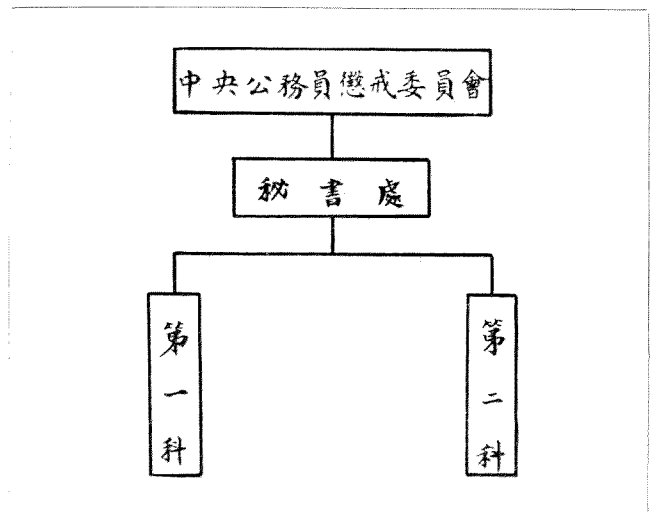 中央公務員懲戒委員會
秘書處
第一科
第二科